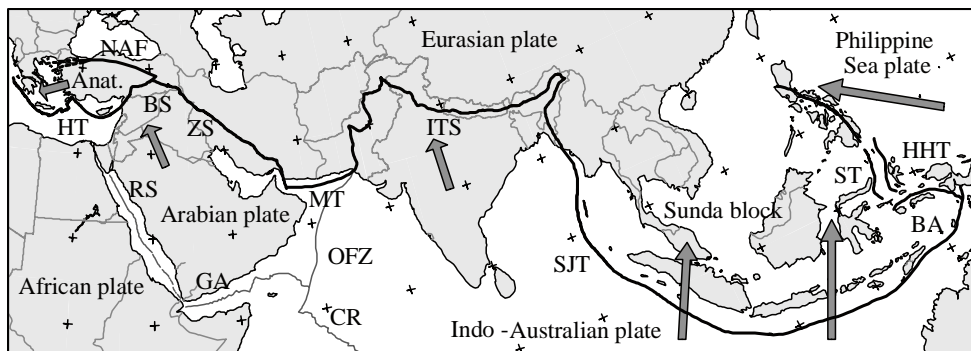 NAF
Eurasian plate
Philippine
Sea plate
Anat.
BS
HT
ZS
ITS
HHT
ST
RS
MT
Arabian plate
Sunda block
BA
OFZ
SJT
GA
African plate
CR
Indo -Australian plate